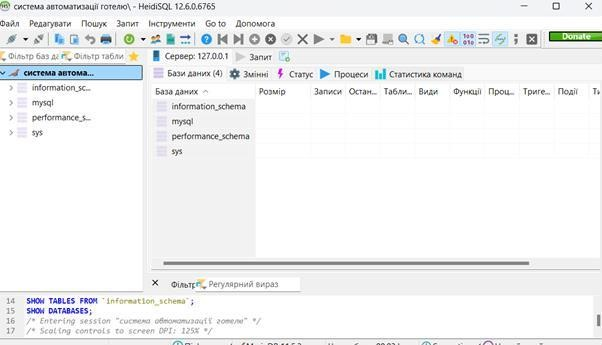 система автоматизації готелю\ - HeidiSQL 12.6.0.6765
Файл Редагувати Пошук Запит Інструменти Go to Допомога
Donate
Фільтр баз да Фільтр табли
Сервер: 127.0.0.1 Запит
система автома...
Бази даних (4) Змінні Статус Процеси Статистика команд
information_sc...
mysql
performance_s...
sys
База даних Розмір Записи Остан... Табли... Види Функції Проц... Триге... Події Ти
information_schema
mysql
performance_schema
sys
Фільтр Регулярний вираз
14 SHOW TABLES FROM `information_schema`;
15 SHOW DATABASES;
16 /* Entering session "система автоматизації готелю" */
17 /* Scaling controls to screen DPI: 125% */